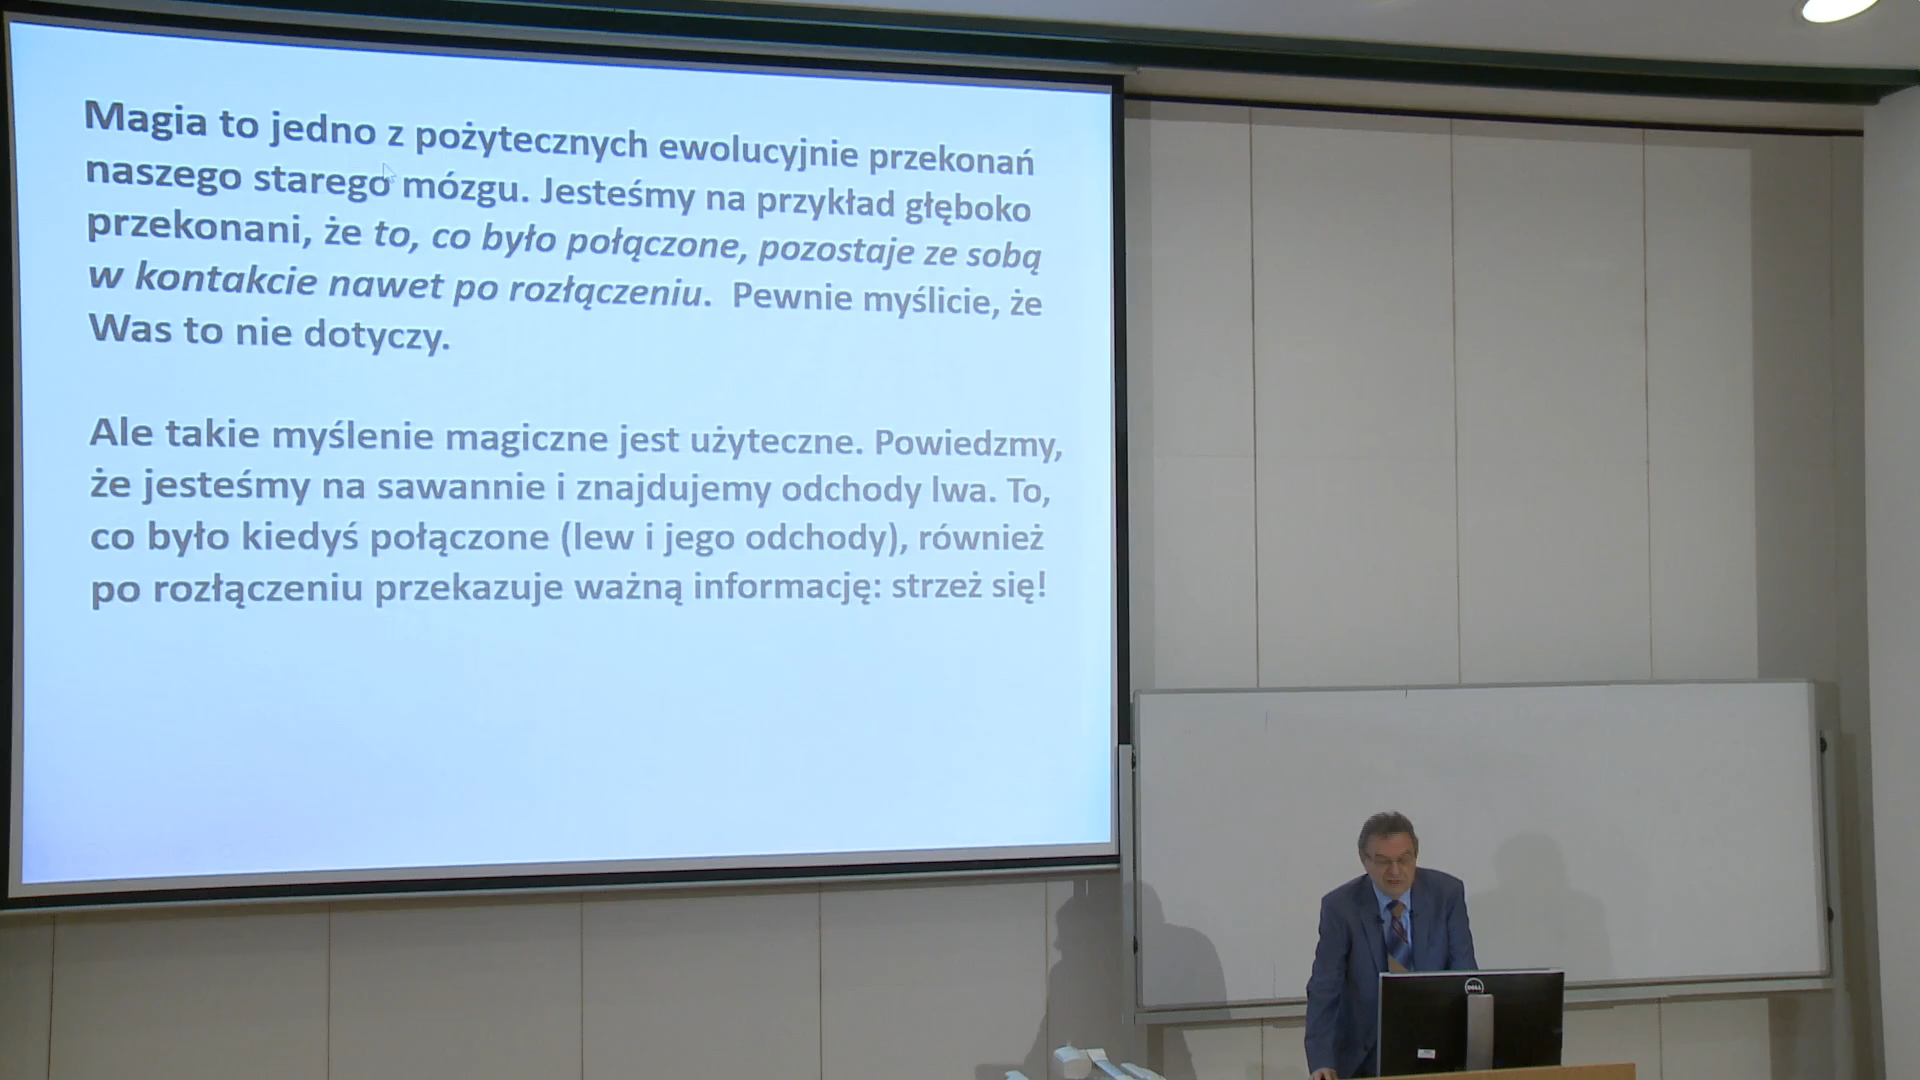 Magia to jedno z pożytecznych ewolucyjnie przekonań
naszego starego mózgu. Jesteśmy na przykład głęboko
przekonani, że to, co było połączone, pozostaje ze sobą
w kontakcie nawet po rozłączeniu. Pewnie myślicie, że
Was to nie dotyczy.
Ale takie myślenie magiczne jest użyteczne. Powiedzmy,
że jesteśmy na sawannie i znajdujemy odchody lwa. To,
co było kiedyś połączone (lew i jego odchody), również
po rozłączeniu przekazuje ważną informację: strzeż się!
DELL